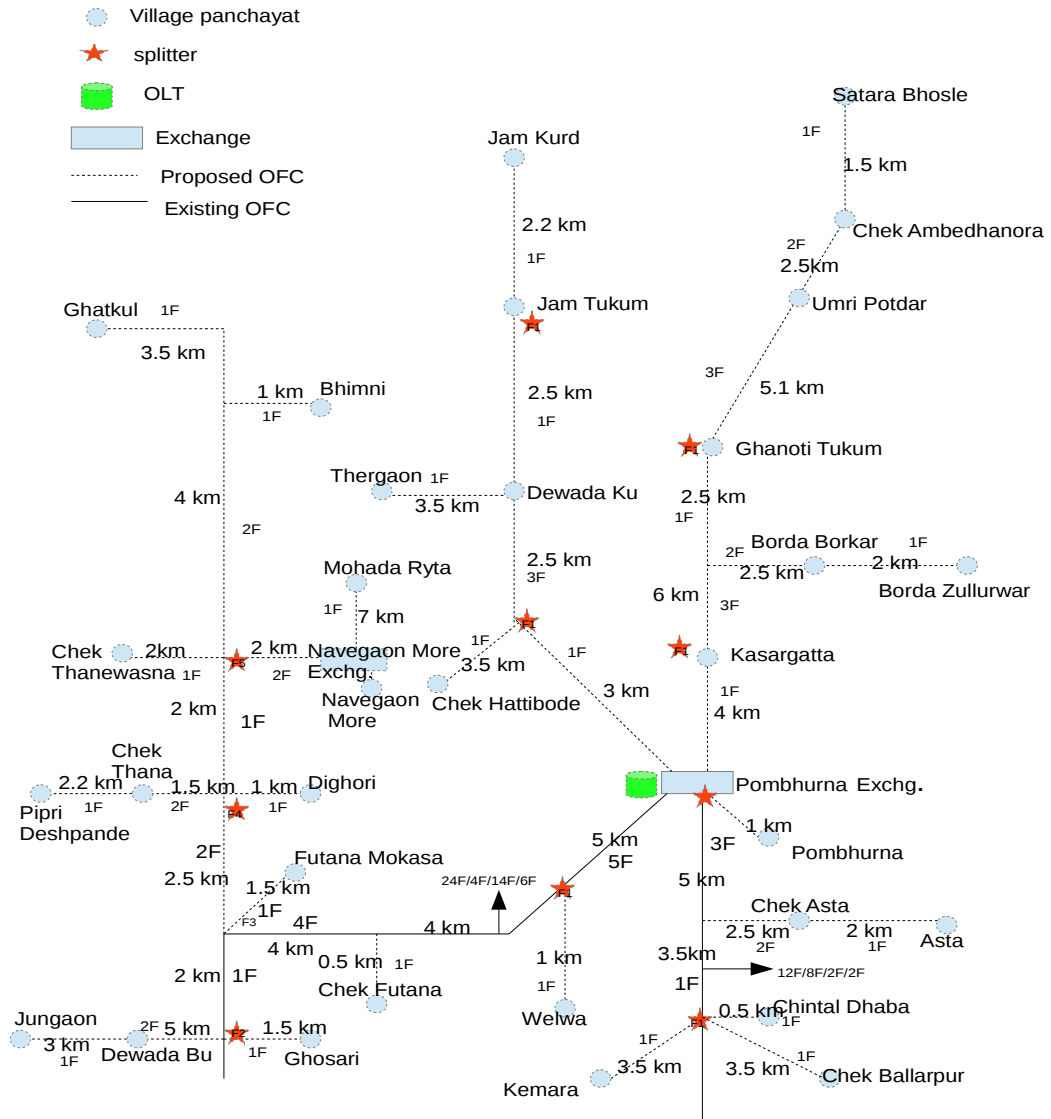 Village panchayat
splitter
OLT
Exchange
Proposed OFC
Existing OFC
Satara Bhosle
1F
1.5 km
Chek Ambedhanora
2F
2.5km
Umri Potdar
3F
5.1 km
Ghanoti Tukum
F1
2.5 km
1F
Borda Borkar
1F
2F
2.5km
2 km
Borda Zullurwar
6 km
3F
F1
Kasargatta
1F
4 km
Jam Kurd
2.2 km
1F
Jam Tukum
F1
2.5 km
1F
Thergaon
1F
3.5 km
Dewada Ku
2.5 km
3F
F1
1F
1F
3.5 km
Chek Hattibode
3 km
Ghatkul
1F
3.5 km
1 km
Bhimni
1F
4 km
2F
Mohada Ryta
1F
7 km
Chek
Thanewasna
2km
1F
F5
2 km
2F
Navegaon More
Exchg.
Navegaon
More
2 km
1F
Chek
Thana
2.2 km
1.5 km
1 km
Dighori
1F
2F
1F
Pipri
Deshpande
F4
2F
2.5 km
Futana Mokasa
1.5 km
1F
F3
4F
4 km
4 km
24F/4F/14F/6F
5 km
5F
F1
Pombhurna Exchg.
1 km
3F
Pombhurna
5 km
Chek Asta
2.5 km
2 km
Asta
2F
1F
3.5km
12F/8F/2F/2F
1F
0.5 km
Chintal Dhaba
1F
F1
1F
3.5 km
Kemara
1F
3.5 km
Chek Ballarpur
0.5 km
1F
Chek Futana
1 km
1F
Welwa
2 km
1F
Jungaon
2F
5 km
F2
1.5 km
3 km
1F
Dewada Bu
1F
Ghosari